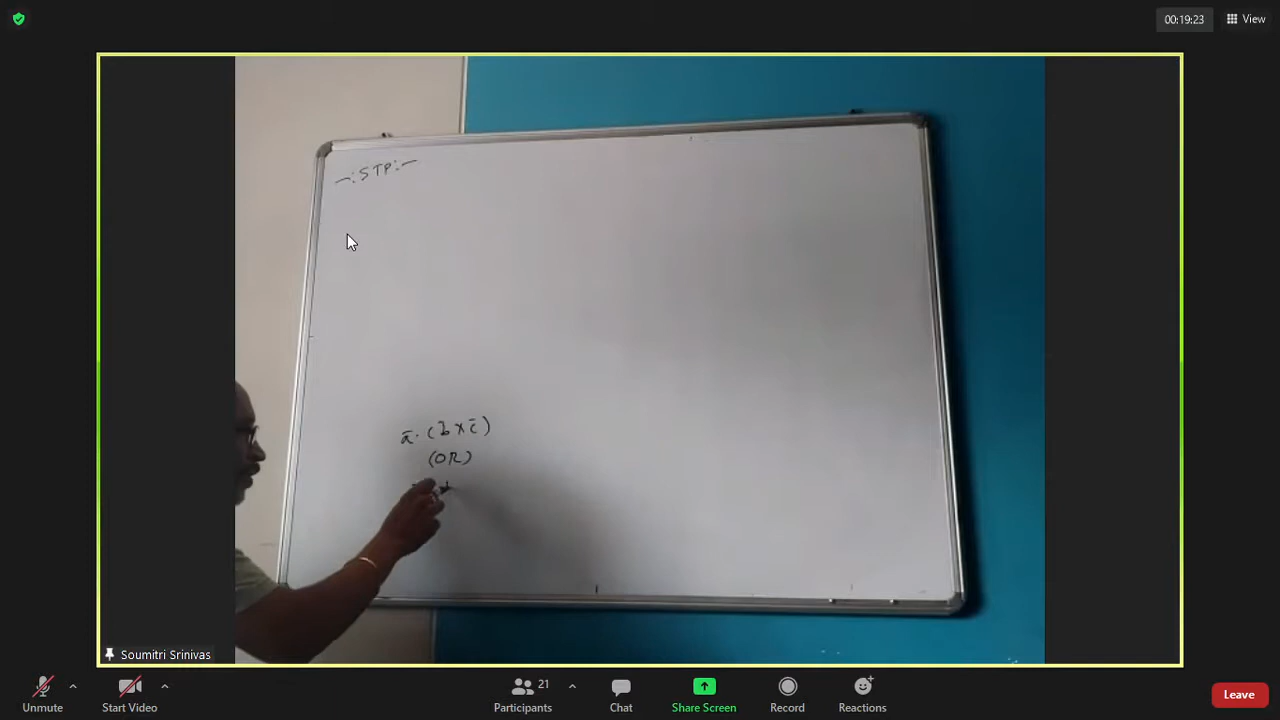 00:19:23
View
-:STP:-
ā·(b×c̄)
(OR)
Soumitri Srinivas
Unmute
Start Video
Participants
21
Chat
Share Screen
Record
Reactions
Leave